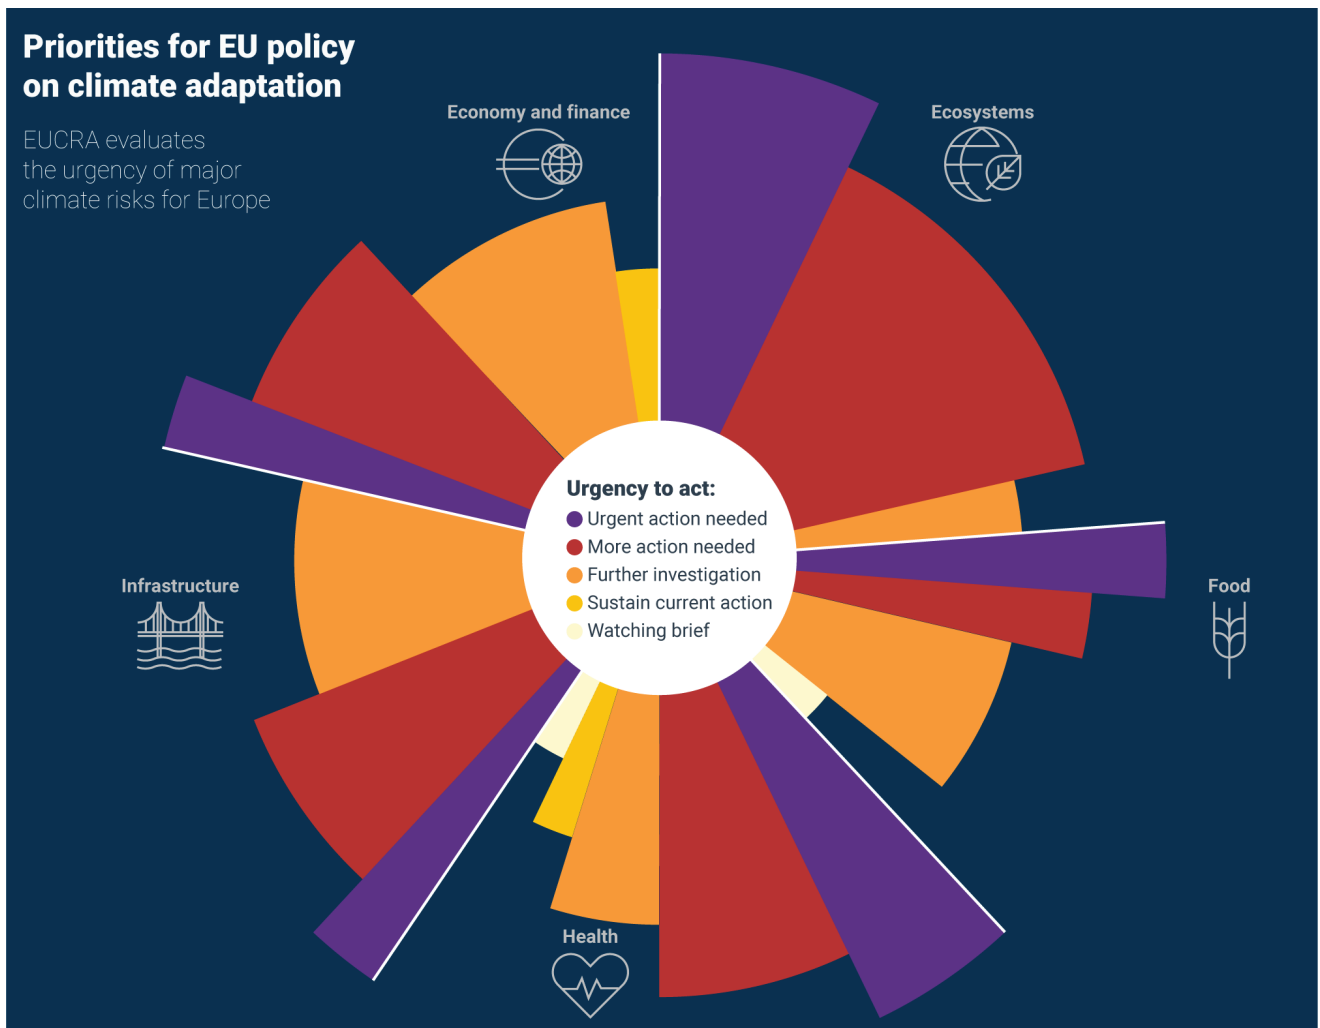 Priorities for EU policy
on climate adaptation
EUCRA evaluates
the urgency of major
climate risks for Europe
Economy and finance
Ecosystems
Urgency to act:
Urgent action needed
More action needed
Further investigation
Sustain current action
Watching brief
Infrastructure
Food
Health